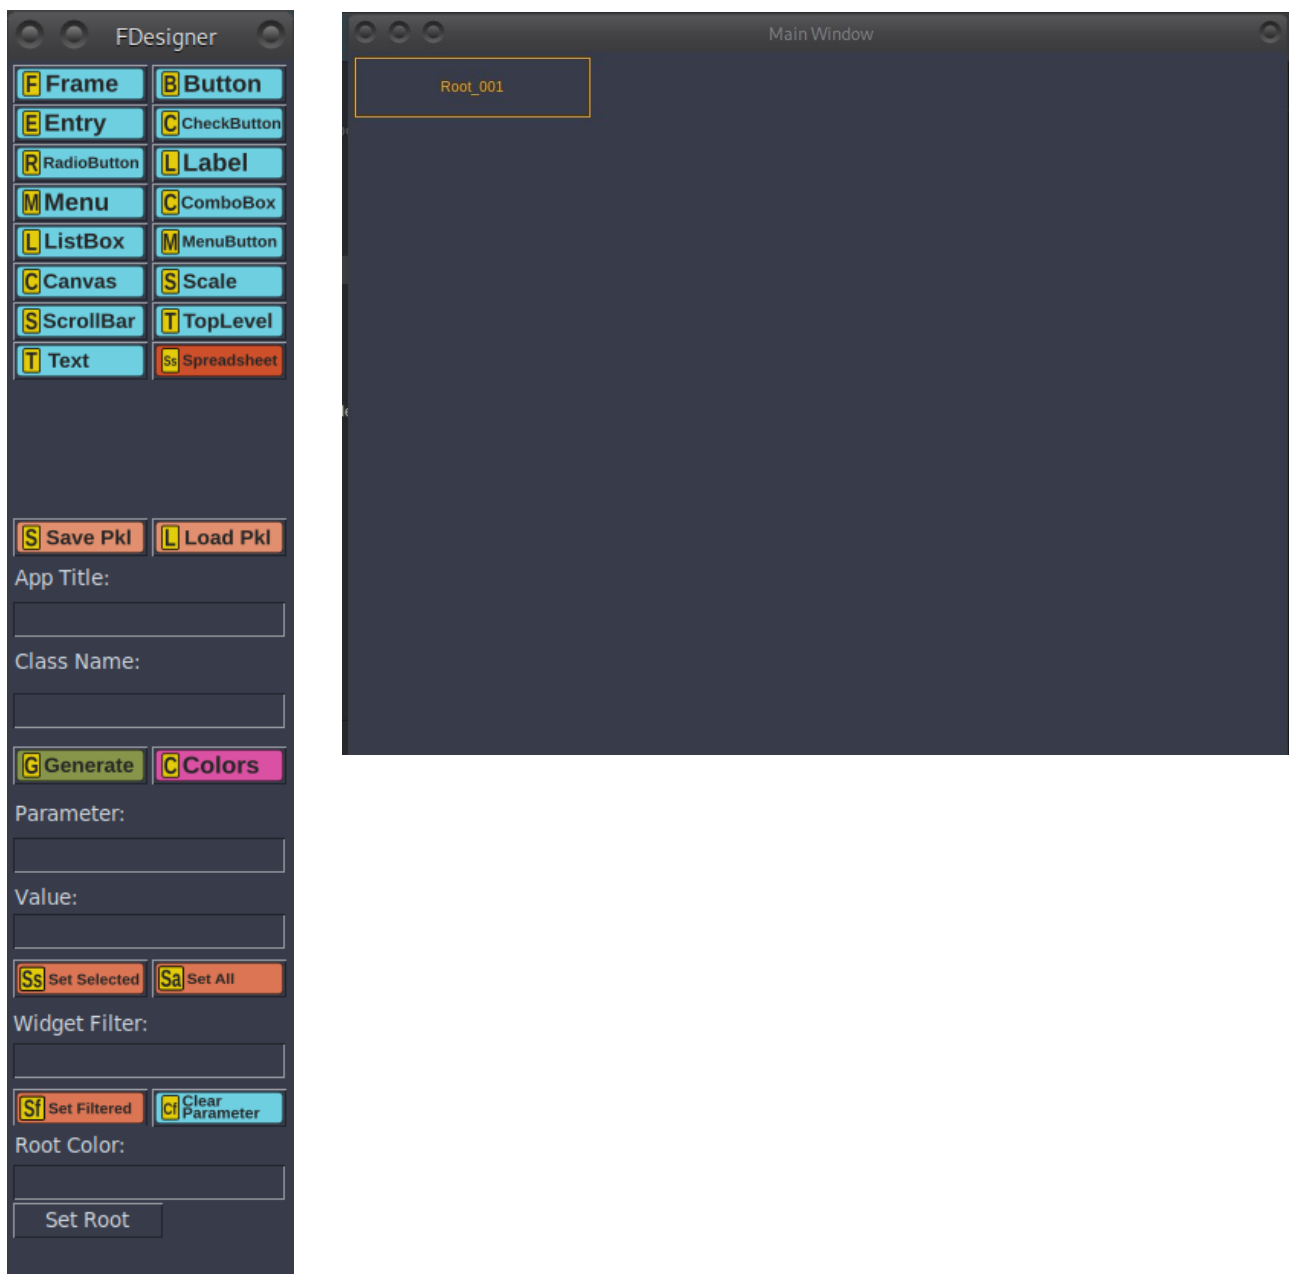 FDesigner
F Frame
B Button
E Entry
C CheckButton
R RadioButton
L Label
M Menu
C ComboBox
L ListBox
M MenuButton
C Canvas
S Scale
S ScrollBar
T TopLevel
T Text
Ss Spreadsheet
S Save Pkl
L Load Pkl
App Title:
Class Name:
G Generate
C Colors
Parameter:
Value:
Ss Set Selected
Sa Set All
Widget Filter:
Sf Set Filtered
Cf Clear
Parameter
Root Color:
Set Root
Main Window
Root_001